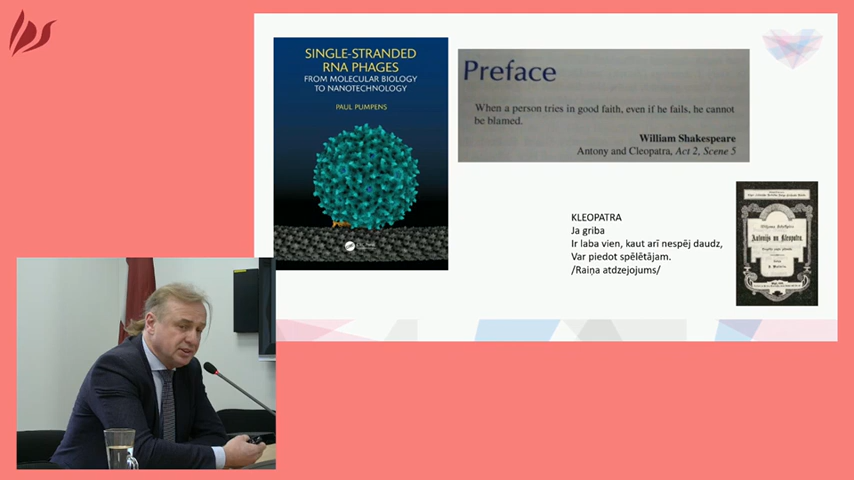 SINGLE-STRANDED
RNA PHAGES
FROM MOLECULAR BIOLOGY
TO NANOTECHNOLOGY
PAUL PUMPENS
Preface
When a person tries in good faith, even if he fails, he cannot
be blamed.
William Shakespeare
Antony and Cleopatra, Act 2, Scene 5
KLEOPATRA
Ja griba
Ir laba vien, kaut arī nespēj daudz,
Var piedot spēlētājam.
/Raiņa atdzejojums/
Antonijs un Kleopatra